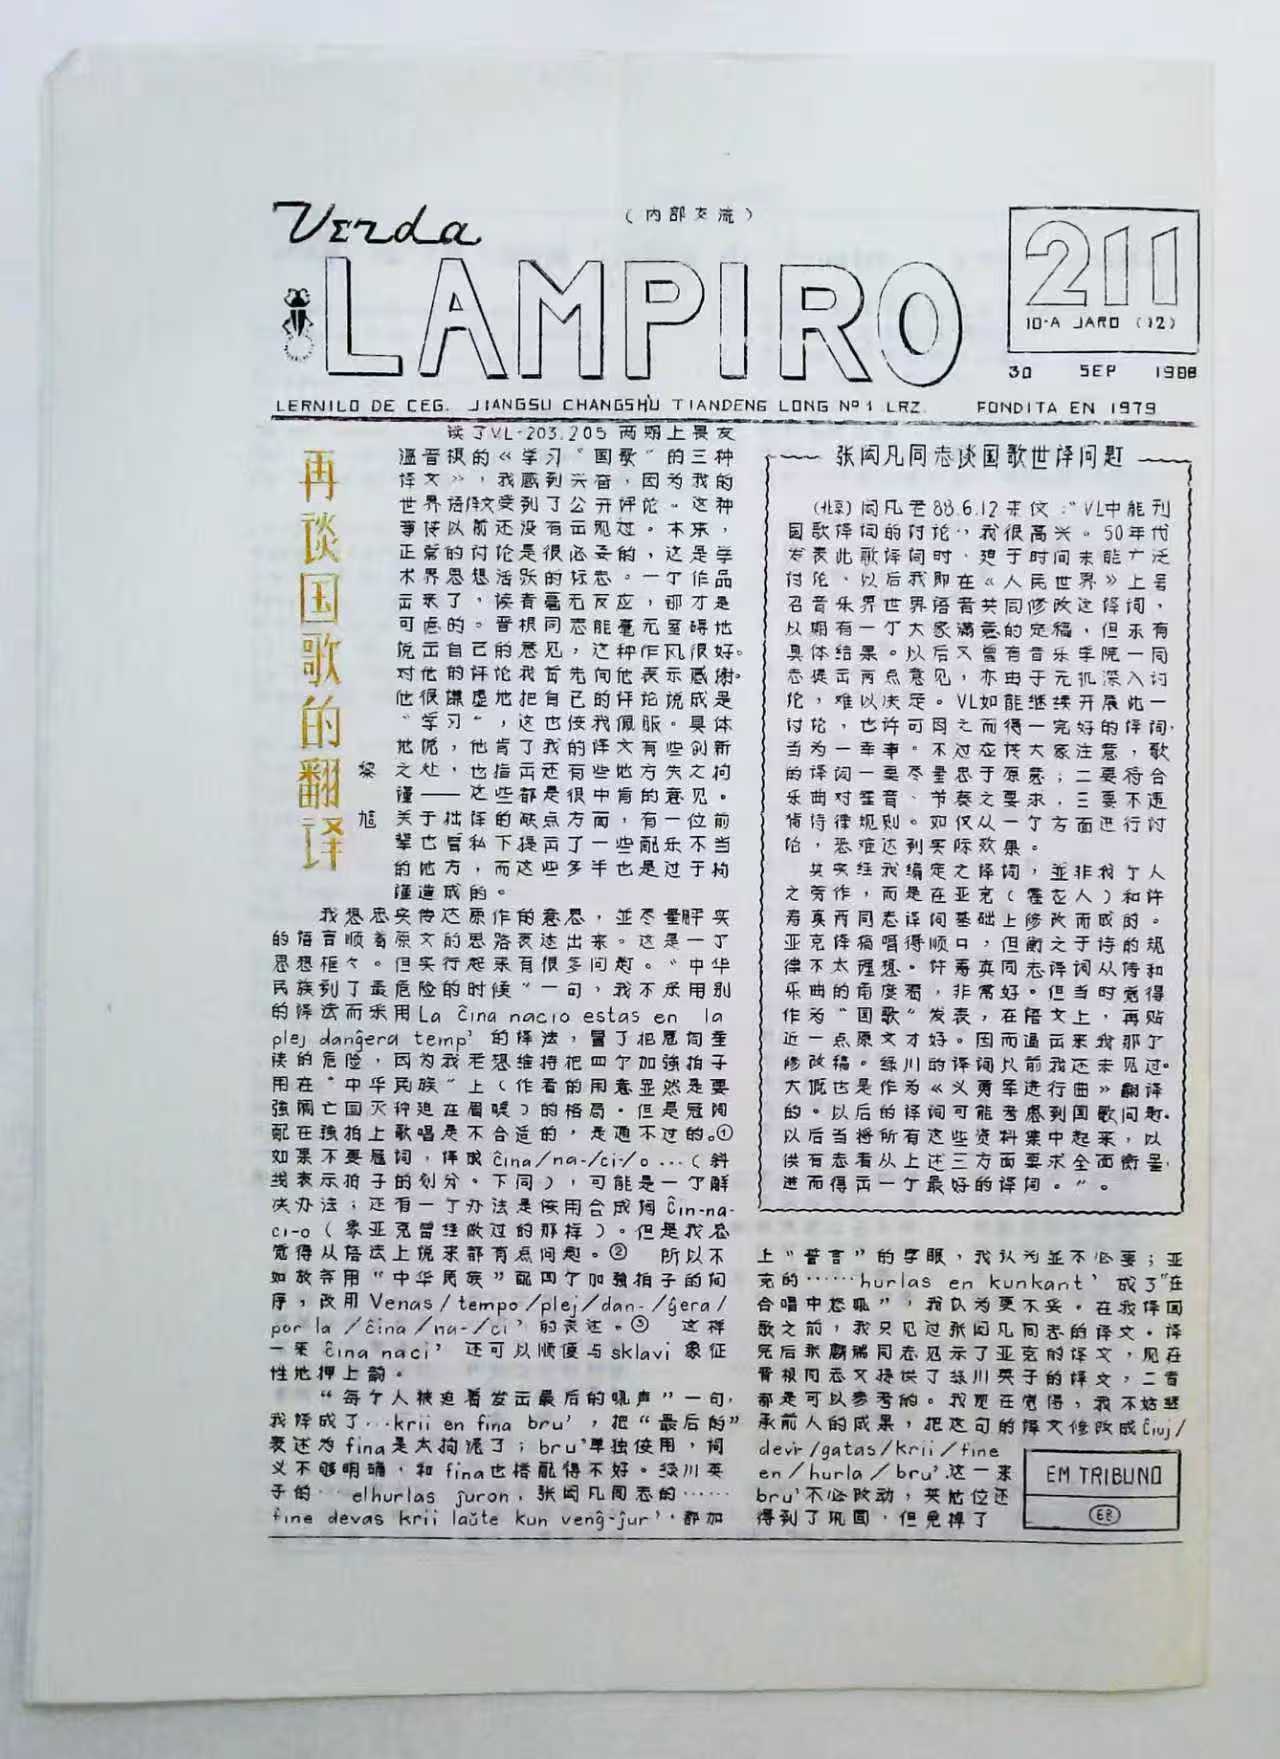 Verda
(内部交流)
LAMPIRO
211
10-A JARO (12)
30 SEP 1988
LERNILO DE CEG. JIANGSU CHANGSHU TIANDENG LONG Nº1 LRZ. FONDITA EN 1979
再谈国歌的翻译
黎旭
读了VL-203.205两期上畏友
温晋根的《学习“国歌”的三种
译文》,我感到兴奋,因为我的
世界语译文受到了公开评论。这种
事情以前还没有出现过。本来,
正常的讨论是很必要的,这是学
术界思想活跃的标志。一个作品
出来了,读者毫无反应,那才是
可虑的。晋根同志能毫无窒碍地
说出自己的意见,这种作风很好。
对他的评论我首先向他表示感谢。
他很谦虚地把自己的评论说成是
“学习”,这也使我佩服。具体
地说,他肯了我的译文有些创新
之处,也指出还有些地方失之拘
谨——这些都是很中肯的意见。
关于拙译的缺点方面,有一位前
辈也曾私下提出了一些配乐不当
的地方,而这些多半也是过于拘
谨造成的。
我想忠实传达原作的意思,並尽量用平实
的语言顺着原文的思路表达出来。这是一个
思想框々。但实行起来有很多问题。“中华
民族到了最危险的时候”一句,我不采用别
的译法而采用La ĉina nacio estas en la
plej danĝera temp' 的译法,冒了把冠词重
读的危险,因为我老想维持把四个加强拍子
用在“中华民族”上(作者的用意显然是要
强调亡国灭种迫在眉睫)的格局。但是冠词
配在强拍上歌唱是不合适的,是通不过的。①
如果不要冠词,译成ĉina/na-/ci-/o...(斜
线表示拍子的划分。下同),可能是一个解
决办法;还有一个办法是使用合成词Ĉin-na-
ci-o(象亚克曾经做过的那样)。但是我总
觉得从语法上说来都有点问题。② 所以不
如放弃用“中华民族”配四个加强拍子的词
序,改用Venas/tempo/plej/dan-/ĝera/
por la /ĉina/na-/ci' 的表达。③ 这样
一来ĉina naci' 还可以顺便与sklavi 象征
性地押上韵。
“每个人被迫着发出最后的吼声”一句,
我译成了...krii en fina bru',把“最后的”
表达为fina是太拘泥了;bru'单独使用,词
义不够明确,和fina也搭配得不好。绿川英
子的...elhurlas ĵuron,张闳凡同志的……
fine devas krii laŭte kun venĝ-ĵur',都加
张闳凡同志谈国歌世译问题
(北京)闳凡老88.6.12来信:“VL中能刊
国歌译词的讨论,我很高兴。50年代
发表此歌译词时,迫于时间未能广泛
讨论,以后我即在《人民世界》上号
召音乐界世界语者共同修改这译词,
以期有一个大家满意的定稿,但未有
具体结果。以后又曾有音乐学院一同
志提出两点意见,亦由于无机深入讨
论,难以决定。VL如能继续开展此一
讨论,也许可因之而得一完好的译词,
当为一幸事。不过应该大家注意,歌
的译词一要尽量忠于原意;二要符合
乐曲对重音、节奏之要求,三要不违
背诗律规则。如仅从一个方面进行讨
论,恐难达到实际效果。
其实经我编定之译词,並非我个人
之劳作,而是在亚克(霍应人)和许
寿真两同志译词基础上修改而成的。
亚克译稿唱得顺口,但衡之于诗的规
律不太理想。许寿真同志译词从诗和
乐曲的角度看,非常好。但当时觉得
作为“国歌”发表,在语文上,再贴
近一点原文才好。因而迸出来我那个
修改稿。绿川的译词以前我还未见过。
大概也是作为《义勇军进行曲》翻译
的。以后的译词可能考虑到国歌问题。
以后当将所有这些资料集中起来,以
供有志者从上述三方面要求全面衡量,
进而得出一个最好的译词。”。
上“誓言”的字眼,我认为並不必要;亚
克的……hurlas en kunkant' 成了“在
合唱中怒吼”,我认为更不妥。在我译国
歌之前,我只见过张闳凡同志的译文。译
完后张麟瑞同志见示了亚克的译文,现在
晋根同志又提供了绿川英子的译文,二者
都是可以参考的。我现在觉得,我不妨继
承前人的成果,把这句的译文修改成Ĉiuj/
devir/gatas/krii/fine
en/hurla/bru'.这一来
bru'不必改动,其地位还
得到了巩固,但免掉了
EM TRIBUNO